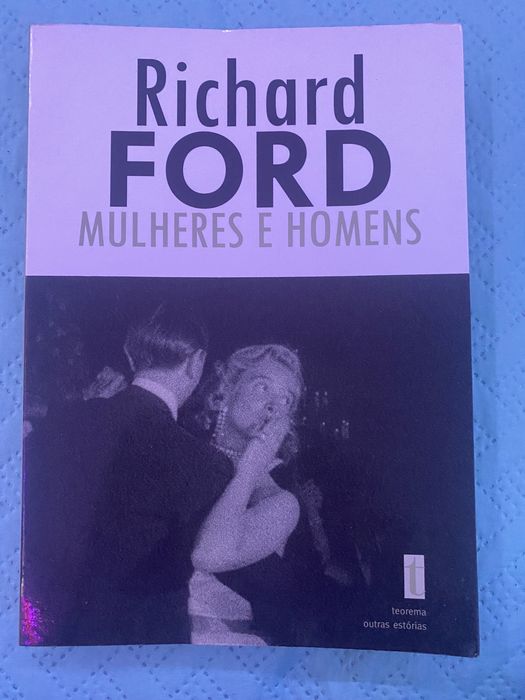 Richard
FORD
MULHERES E HOMENS
t
teorema
outras estórias